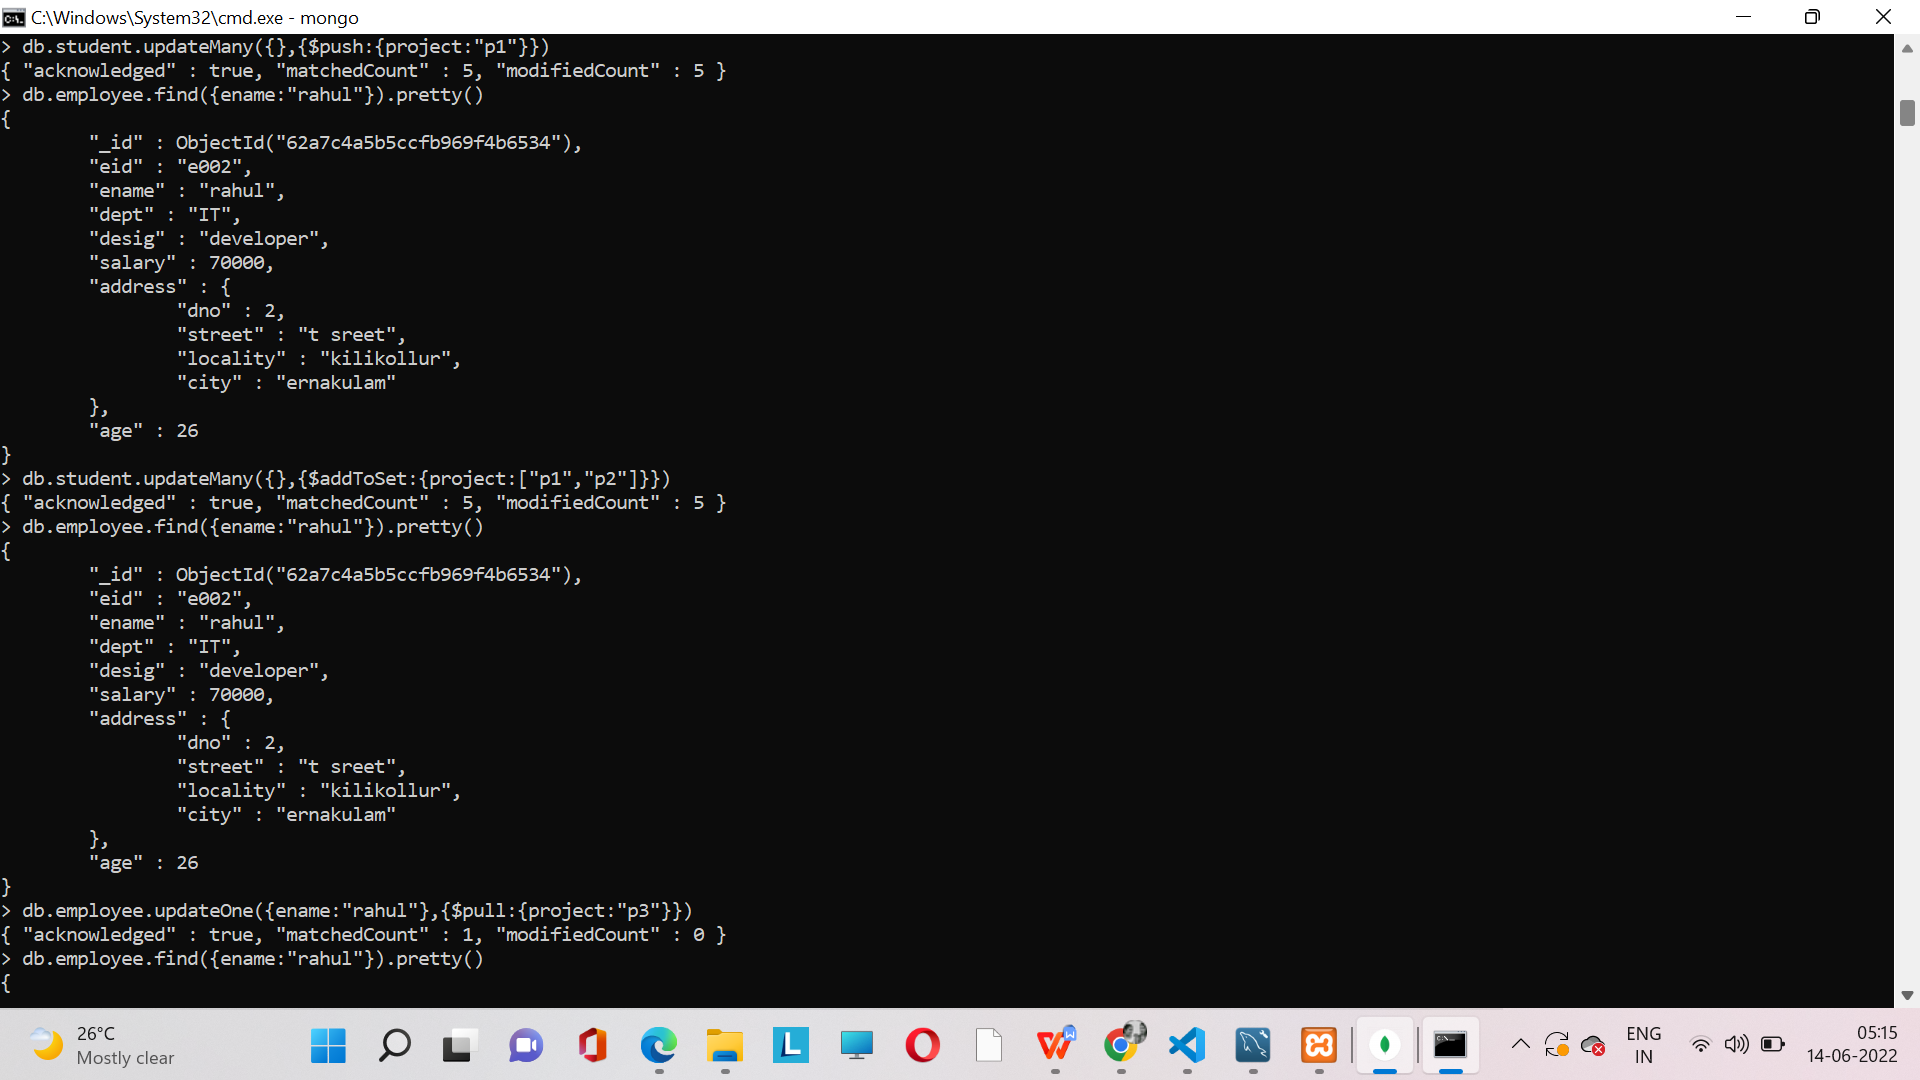 C:\Windows\System32\cmd.exe - mongo
> db.student.updateMany({},{$push:{project:"p1"}})
{ "acknowledged" : true, "matchedCount" : 5, "modifiedCount" : 5 }
> db.employee.find({ename:"rahul"}).pretty()
{
        "_id" : ObjectId("62a7c4a5b5ccfb969f4b6534"),
        "eid" : "e002",
        "ename" : "rahul",
        "dept" : "IT",
        "desig" : "developer",
        "salary" : 70000,
        "address" : {
                "dno" : 2,
                "street" : "t sreet",
                "locality" : "kilikollur",
                "city" : "ernakulam"
        },
        "age" : 26
}
> db.student.updateMany({},{$addToSet:{project:["p1","p2"]}})
{ "acknowledged" : true, "matchedCount" : 5, "modifiedCount" : 5 }
> db.employee.find({ename:"rahul"}).pretty()
{
        "_id" : ObjectId("62a7c4a5b5ccfb969f4b6534"),
        "eid" : "e002",
        "ename" : "rahul",
        "dept" : "IT",
        "desig" : "developer",
        "salary" : 70000,
        "address" : {
                "dno" : 2,
                "street" : "t sreet",
                "locality" : "kilikollur",
                "city" : "ernakulam"
        },
        "age" : 26
}
> db.employee.updateOne({ename:"rahul"},{$pull:{project:"p3"}})
{ "acknowledged" : true, "matchedCount" : 1, "modifiedCount" : 0 }
> db.employee.find({ename:"rahul"}).pretty()
{
26°C
Mostly clear
L
W
ENG
IN
05:15
14-06-2022